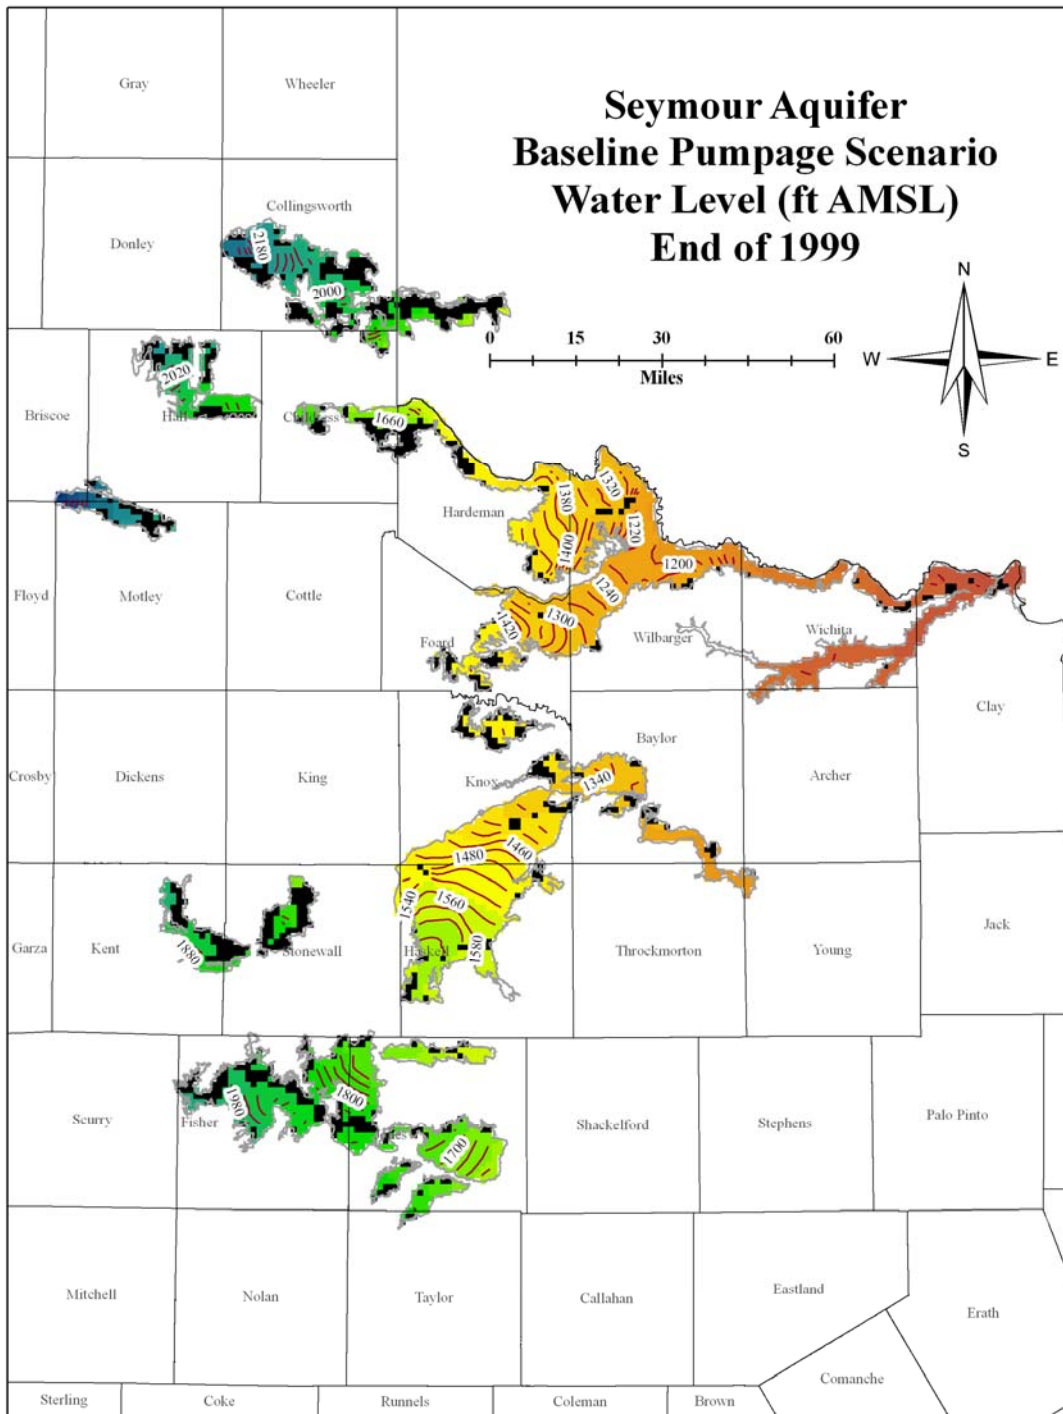 Gray
Wheeler
Seymour Aquifer
Baseline Pumpage Scenario
Water Level (ft AMSL)
End of 1999
Collingsworth
Donley
2180
2000
N
0 15 30 60
Miles
W E
S
2020
Briscoe
Hall
Childress
1660
1320
1380
Hardeman
1220
1400
1200
1240
Floyd
Motley
Cottle
1300
1420
Foard
Wilbarger
Wichita
Clay
Baylor
Crosby
Dickens
King
Knox
1340
Archer
1460
1480
1540
1560
Garza
Kent
1880
Stonewall
Haskell
1580
Throckmorton
Young
Jack
1800
1980
Scurry
Fisher
1700
Shackelford
Stephens
Palo Pinto
Mitchell
Nolan
Taylor
Callahan
Eastland
Erath
Comanche
Sterling
Coke
Runnels
Coleman
Brown